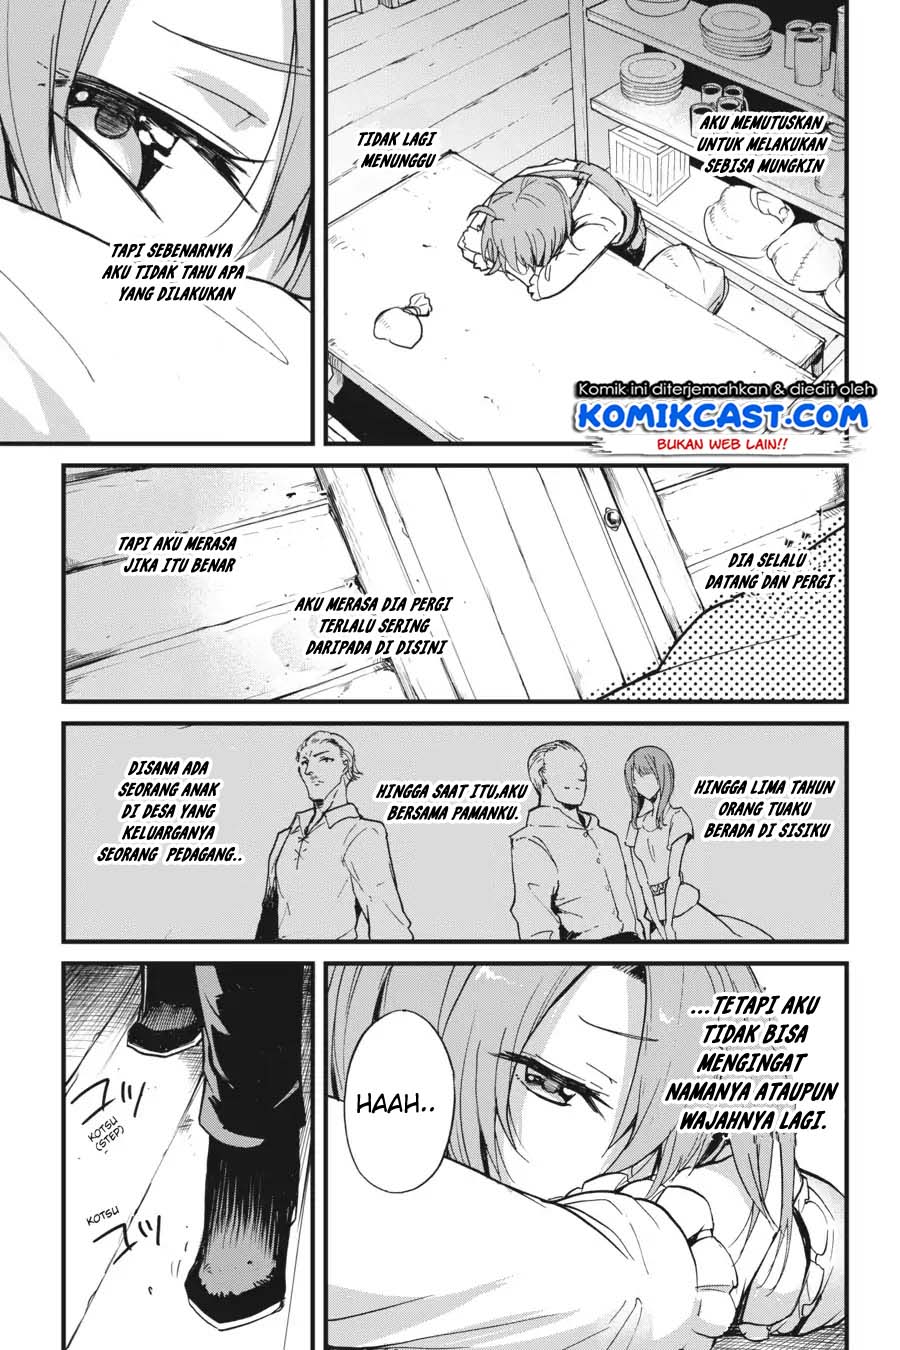 AKU MEMUTUSKAN
UNTUK MELAKUKAN
SEBISA MUNGKIN
TIDAK LAGI
MENUNGGU
TAPI SEBENARNYA
AKU TIDAK TAHU APA
YANG DILAKUKAN
Komik ini diterjemahkan & diedit oleh
KOMIKCAST.COM
BUKAN WEB LAIN!!
DIA SELALU
DATANG DAN PERGI
AKU MERASA DIA PERGI
TERLALU SERING
DARIPADA DI DISINI
TAPI AKU MERASA
JIKA ITU BENAR
HINGGA LIMA TAHUN
ORANG TUAKU
BERADA DI SISIKU
HINGGA SAAT ITU,AKU
BERSAMA PAMANKU.
DISANA ADA
SEORANG ANAK
DI DESA YANG
KELUARGANYA
SEORANG PEDAGANG..
...TETAPI AKU
TIDAK BISA
MENGINGAT
NAMANYA ATAUPUN
WAJAHNYA LAGI.
HAAH..
コツ
KOTSU
(STEP)
コツ
KOTSU